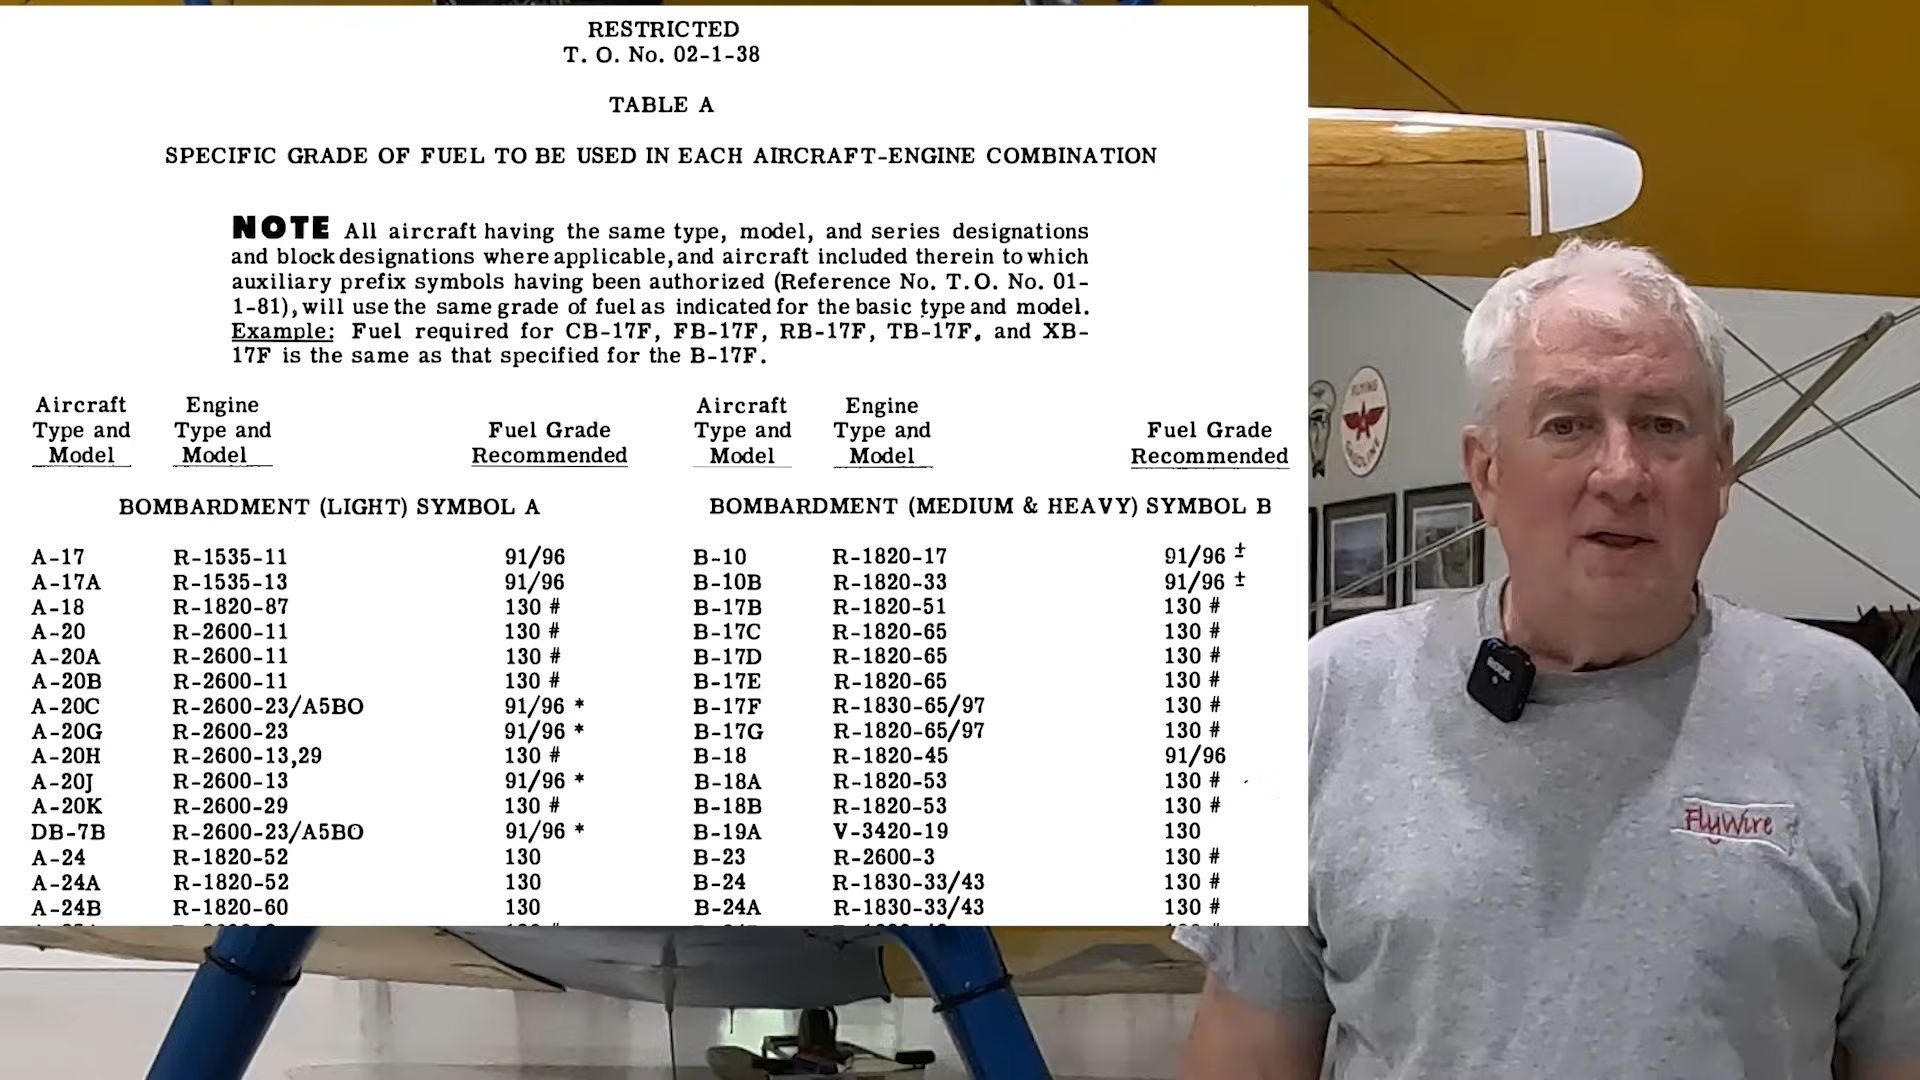 RESTRICTED
T. O. No. 02-1-38
TABLE A
SPECIFIC GRADE OF FUEL TO BE USED IN EACH AIRCRAFT-ENGINE COMBINATION
NOTE All aircraft having the same type, model, and series designations
and block designations where applicable, and aircraft included therein to which
auxiliary prefix symbols having been authorized (Reference No. T. O. No. 01-
1-81), will use the same grade of fuel as indicated for the basic type and model.
Example: Fuel required for CB-17F, FB-17F, RB-17F, TB-17F, and XB-
17F is the same as that specified for the B-17F.
Aircraft Engine Aircraft Engine
Type and Type and Fuel Grade Type and Type and Fuel Grade
Model Model Recommended Model Model Recommended
BOMBARDMENT (LIGHT) SYMBOL A BOMBARDMENT (MEDIUM & HEAVY) SYMBOL B
A-17 R-1535-11 91/96 B-10 R-1820-17 91/96 ±
A-17A R-1535-13 91/96 B-10B R-1820-33 91/96 ±
A-18 R-1820-87 130 # B-17B R-1820-51 130 #
A-20 R-2600-11 130 # B-17C R-1820-65 130 #
A-20A R-2600-11 130 # B-17D R-1820-65 130 #
A-20B R-2600-11 130 # B-17E R-1820-65 130 #
A-20C R-2600-23/A5BO 91/96 * B-17F R-1830-65/97 130 #
A-20G R-2600-23 91/96 * B-17G R-1820-65/97 130 #
A-20H R-2600-13,29 130 # B-18 R-1820-45 91/96
A-20J R-2600-13 91/96 * B-18A R-1820-53 130 #
A-20K R-2600-29 130 # B-18B R-1820-53 130 #
DB-7B R-2600-23/A5BO 91/96 * B-19A V-3420-19 130
A-24 R-1820-52 130 B-23 R-2600-3 130 #
A-24A R-1820-52 130 B-24 R-1830-33/43 130 #
A-24B R-1820-60 130 B-24A R-1830-33/43 130 #
FLYING
GASOLINE
FlyWire